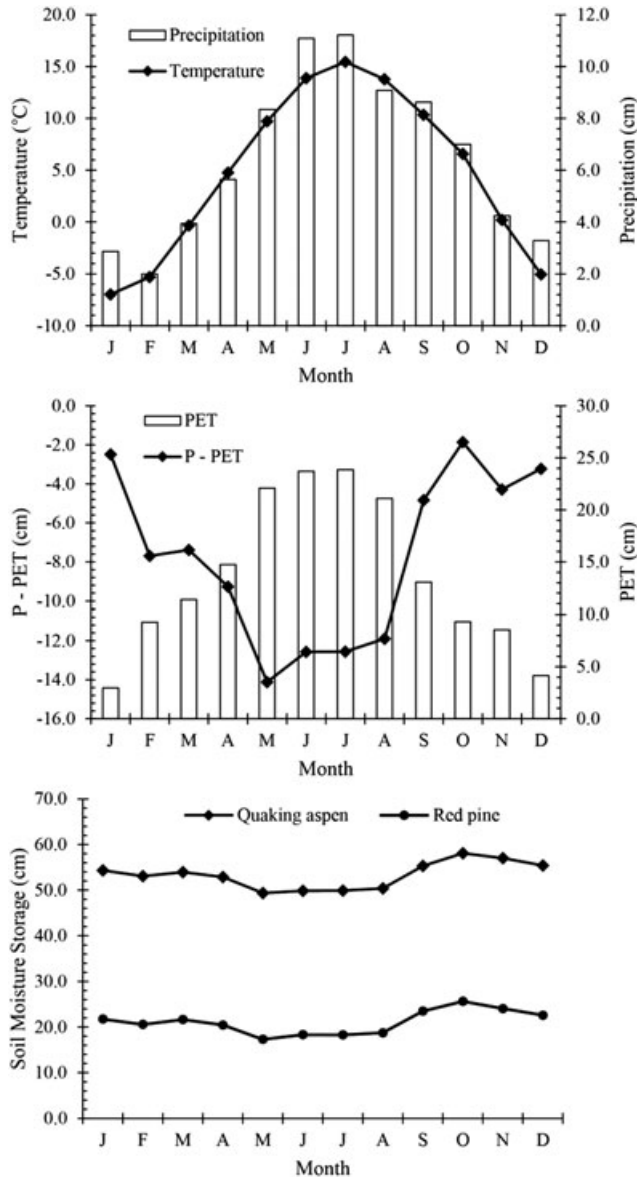 20.0
15.0
10.0
5.0
0.0
-5.0
-10.0
Temperature (°C)
Precipitation
Temperature
12.0
10.0
8.0
6.0
4.0
2.0
0.0
Precipitation (cm)
J F M A M J J A S O N D
Month
0.0
-2.0
-4.0
-6.0
-8.0
-10.0
-12.0
-14.0
-16.0
P - PET (cm)
PET
P - PET
30.0
25.0
20.0
15.0
10.0
5.0
0.0
PET (cm)
J F M A M J J A S O N D
Month
70.0
60.0
50.0
40.0
30.0
20.0
10.0
0.0
Soil Moisture Storage (cm)
Quaking aspen Red pine
J F M A M J J A S O N D
Month